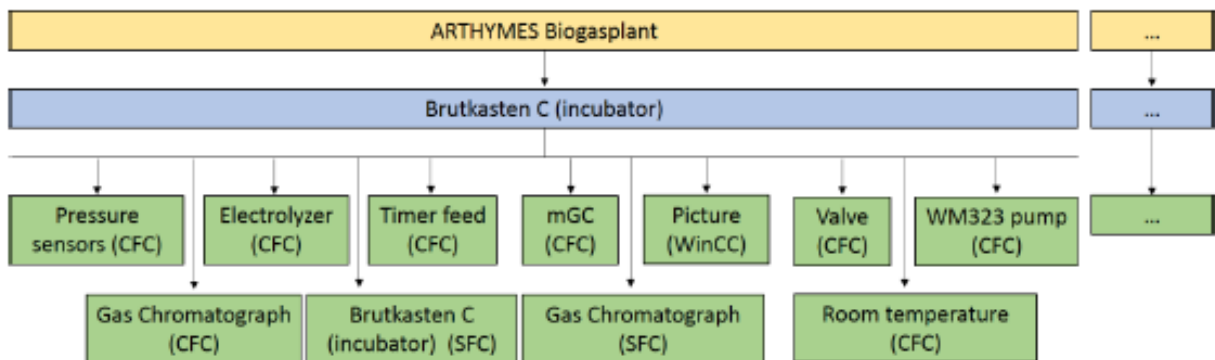 ARTHYMES Biogasplant
...
Brutkasten C (incubator)
...
Pressure
sensors (CFC)
Electrolyzer
(CFC)
Timer feed
(CFC)
mGC
(CFC)
Picture
(WinCC)
Valve
(CFC)
WM323 pump
(CFC)
...
Gas Chromatograph
(CFC)
Brutkasten C
(incubator) (SFC)
Gas Chromatograph
(SFC)
Room temperature
(CFC)